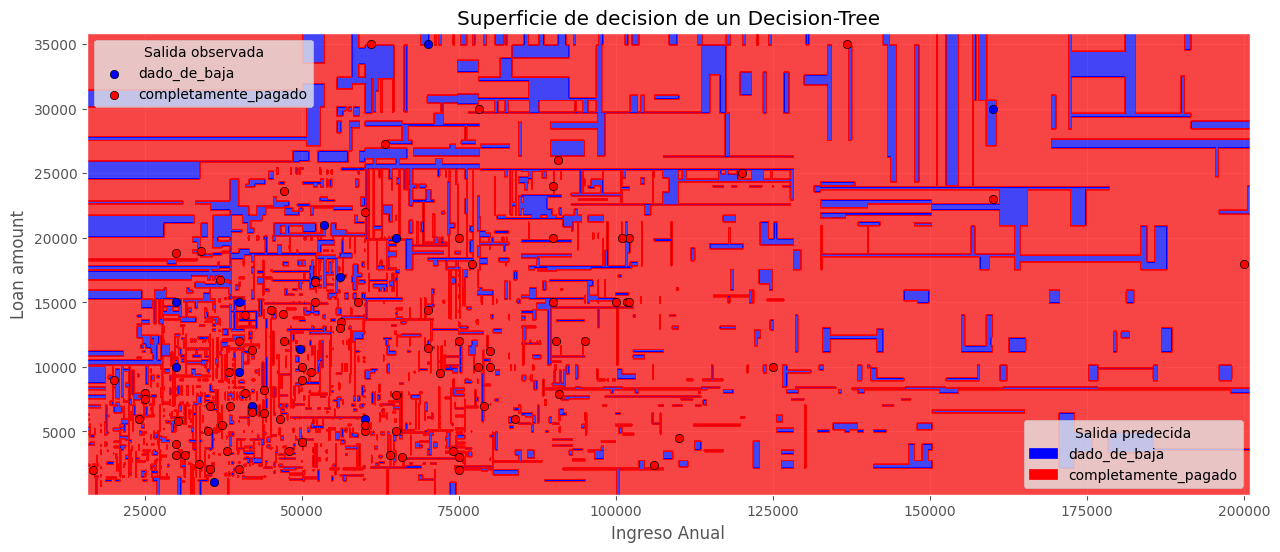 Superficie de decision de un Decision-Tree
Salida observada
dado_de_baja
completamente_pagado
Loan amount
35000
30000
25000
20000
15000
10000
5000
Salida predecida
dado_de_baja
completamente_pagado
25000
50000
75000
100000
125000
150000
175000
200000
Ingreso Anual